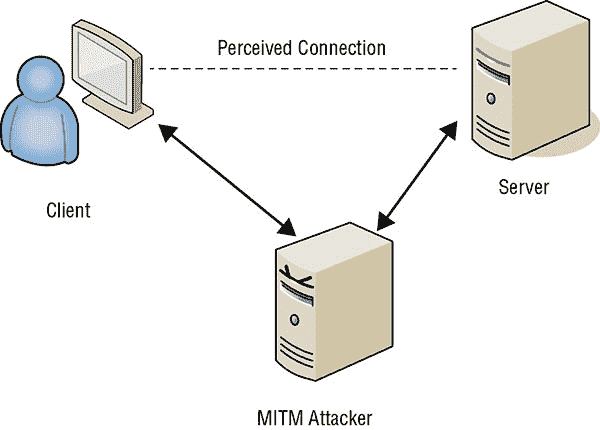 Perceived Connection
Client
Server
MITM Attacker